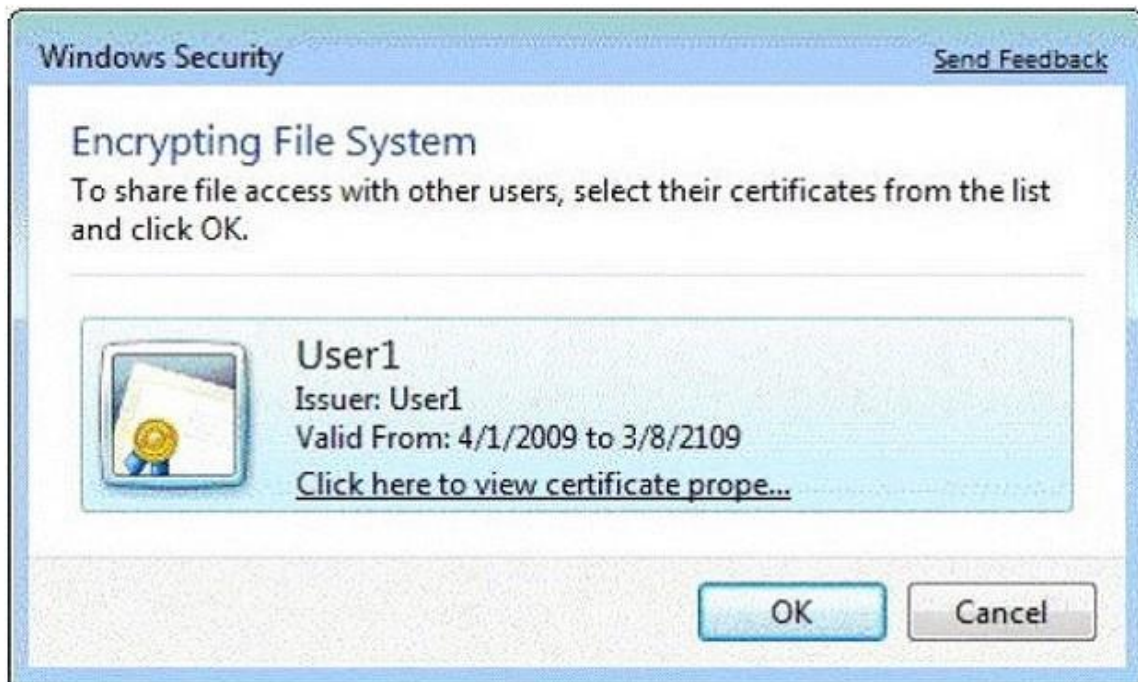 Windows Security
Send Feedback
Encrypting File System
To share file access with other users, select their certificates from the list
and click OK.
User1
Issuer: User1
Valid From: 4/1/2009 to 3/8/2109
Click here to view certificate prope...
OK
Cancel